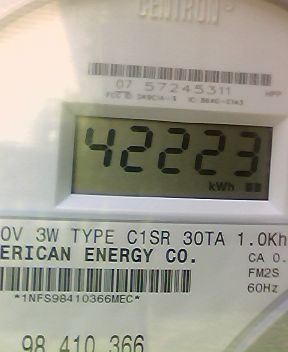 CENTRON
07 57245311
HPP
42223
kWh
0V 3W TYPE C1SR 30TA 1.0Kh
ERICAN ENERGY CO.
CA 0.
FM2S
*1NFS98410366MEC*
60Hz
98 410 366